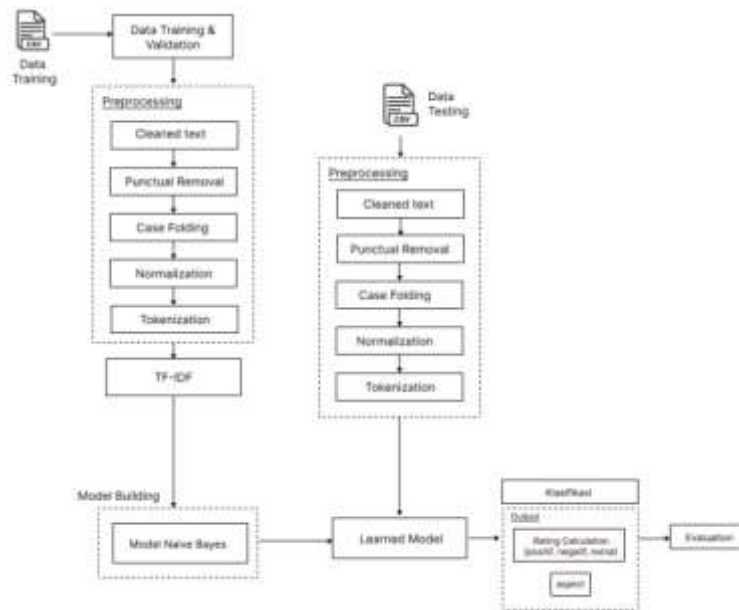 CSV
Data
Training
Data Training &
Validation
Preprocessing
Cleaned text
Punctual Removal
Case Folding
Normalization
Tokenization
TF-IDF
Model Building
Model Naive Bayes
CSV
Data
Testing
Preprocessing
Cleaned text
Punctual Removal
Case Folding
Normalization
Tokenization
Learned Model
Klasifikasi
Output
Rating Calculation
(positif, negatif, netral)
aspect
Evaluation